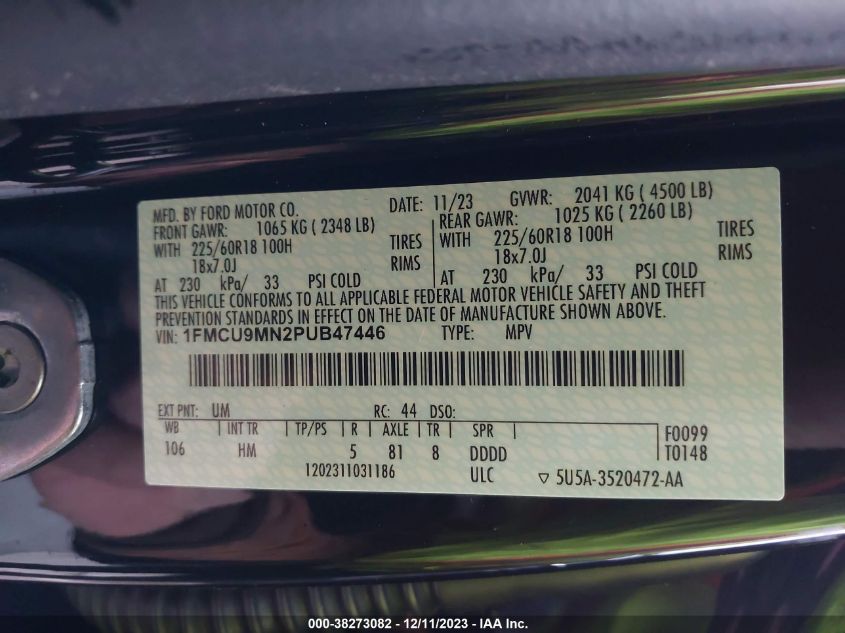 MFD. BY FORD MOTOR CO. DATE: 11/23 GVWR: 2041 KG ( 4500 LB)
FRONT GAWR: 1065 KG ( 2348 LB) REAR GAWR: 1025 KG ( 2260 LB)
WITH 225/60R18 100H TIRES WITH 225/60R18 100H TIRES
18x7.0J RIMS 18x7.0J RIMS
AT 230 kPa/ 33 PSI COLD AT 230 kPa/ 33 PSI COLD
THIS VEHICLE CONFORMS TO ALL APPLICABLE FEDERAL MOTOR VEHICLE SAFETY AND THEFT
PREVENTION STANDARDS IN EFFECT ON THE DATE OF MANUFACTURE SHOWN ABOVE.
VIN: 1FMCU9MN2PUB47446 TYPE: MPV
EXT PNT: UM RC: 44 DSO:
WB INT TR TP/PS R AXLE TR SPR F0099
106 HM 5 81 8 DDDD T0148
1202311031186 ULC ▽ 5U5A-3520472-AA
000-38273082 - 12/11/2023 - IAA Inc.